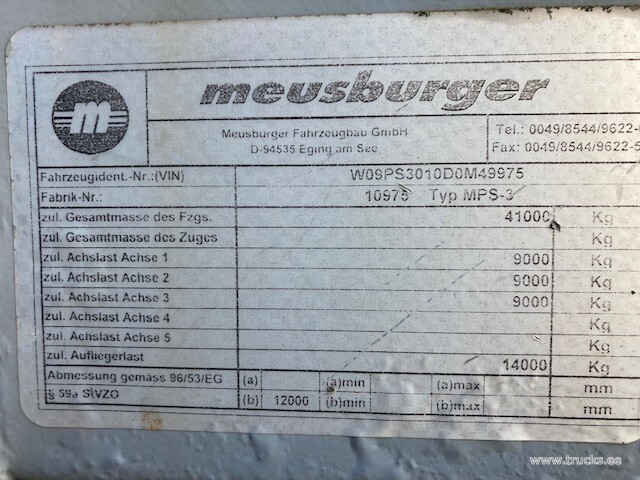 m
meusburger
Meusburger Fahrzeugbau GmbH
D-94535 Eging am See
Tel.: 0049/8544/9622-
Fax: 0049/8544/9622-5
Fahrzeugident.-Nr.:(VIN) W09PS3010D0M49975
Fabrik-Nr.: 10975 Typ MPS-3
zul. Gesamtmasse des Fzgs. 41000 Kg
zul. Gesamtmasse des Zuges Kg
zul. Achslast Achse 1 9000 Kg
zul. Achslast Achse 2 9000 Kg
zul. Achslast Achse 3 9000 Kg
zul. Achslast Achse 4 Kg
zul. Achslast Achse 5 Kg
zul. Aufliegerlast 14000 Kg
Abmessung gemäss 96/53/EG (a) (a)min (a)max mm
§ 59a StVZO (b) 12000 (b)min (b)max mm
www.trucks.ee